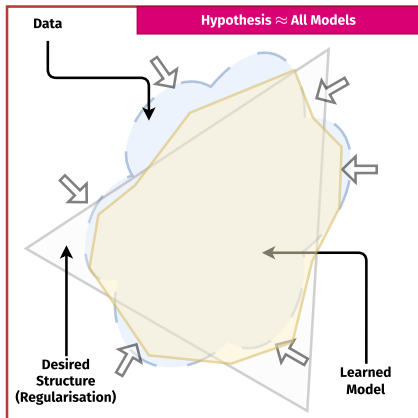 Data
Hypothesis ≈ All Models
Desired
Structure
(Regularisation)
Learned
Model